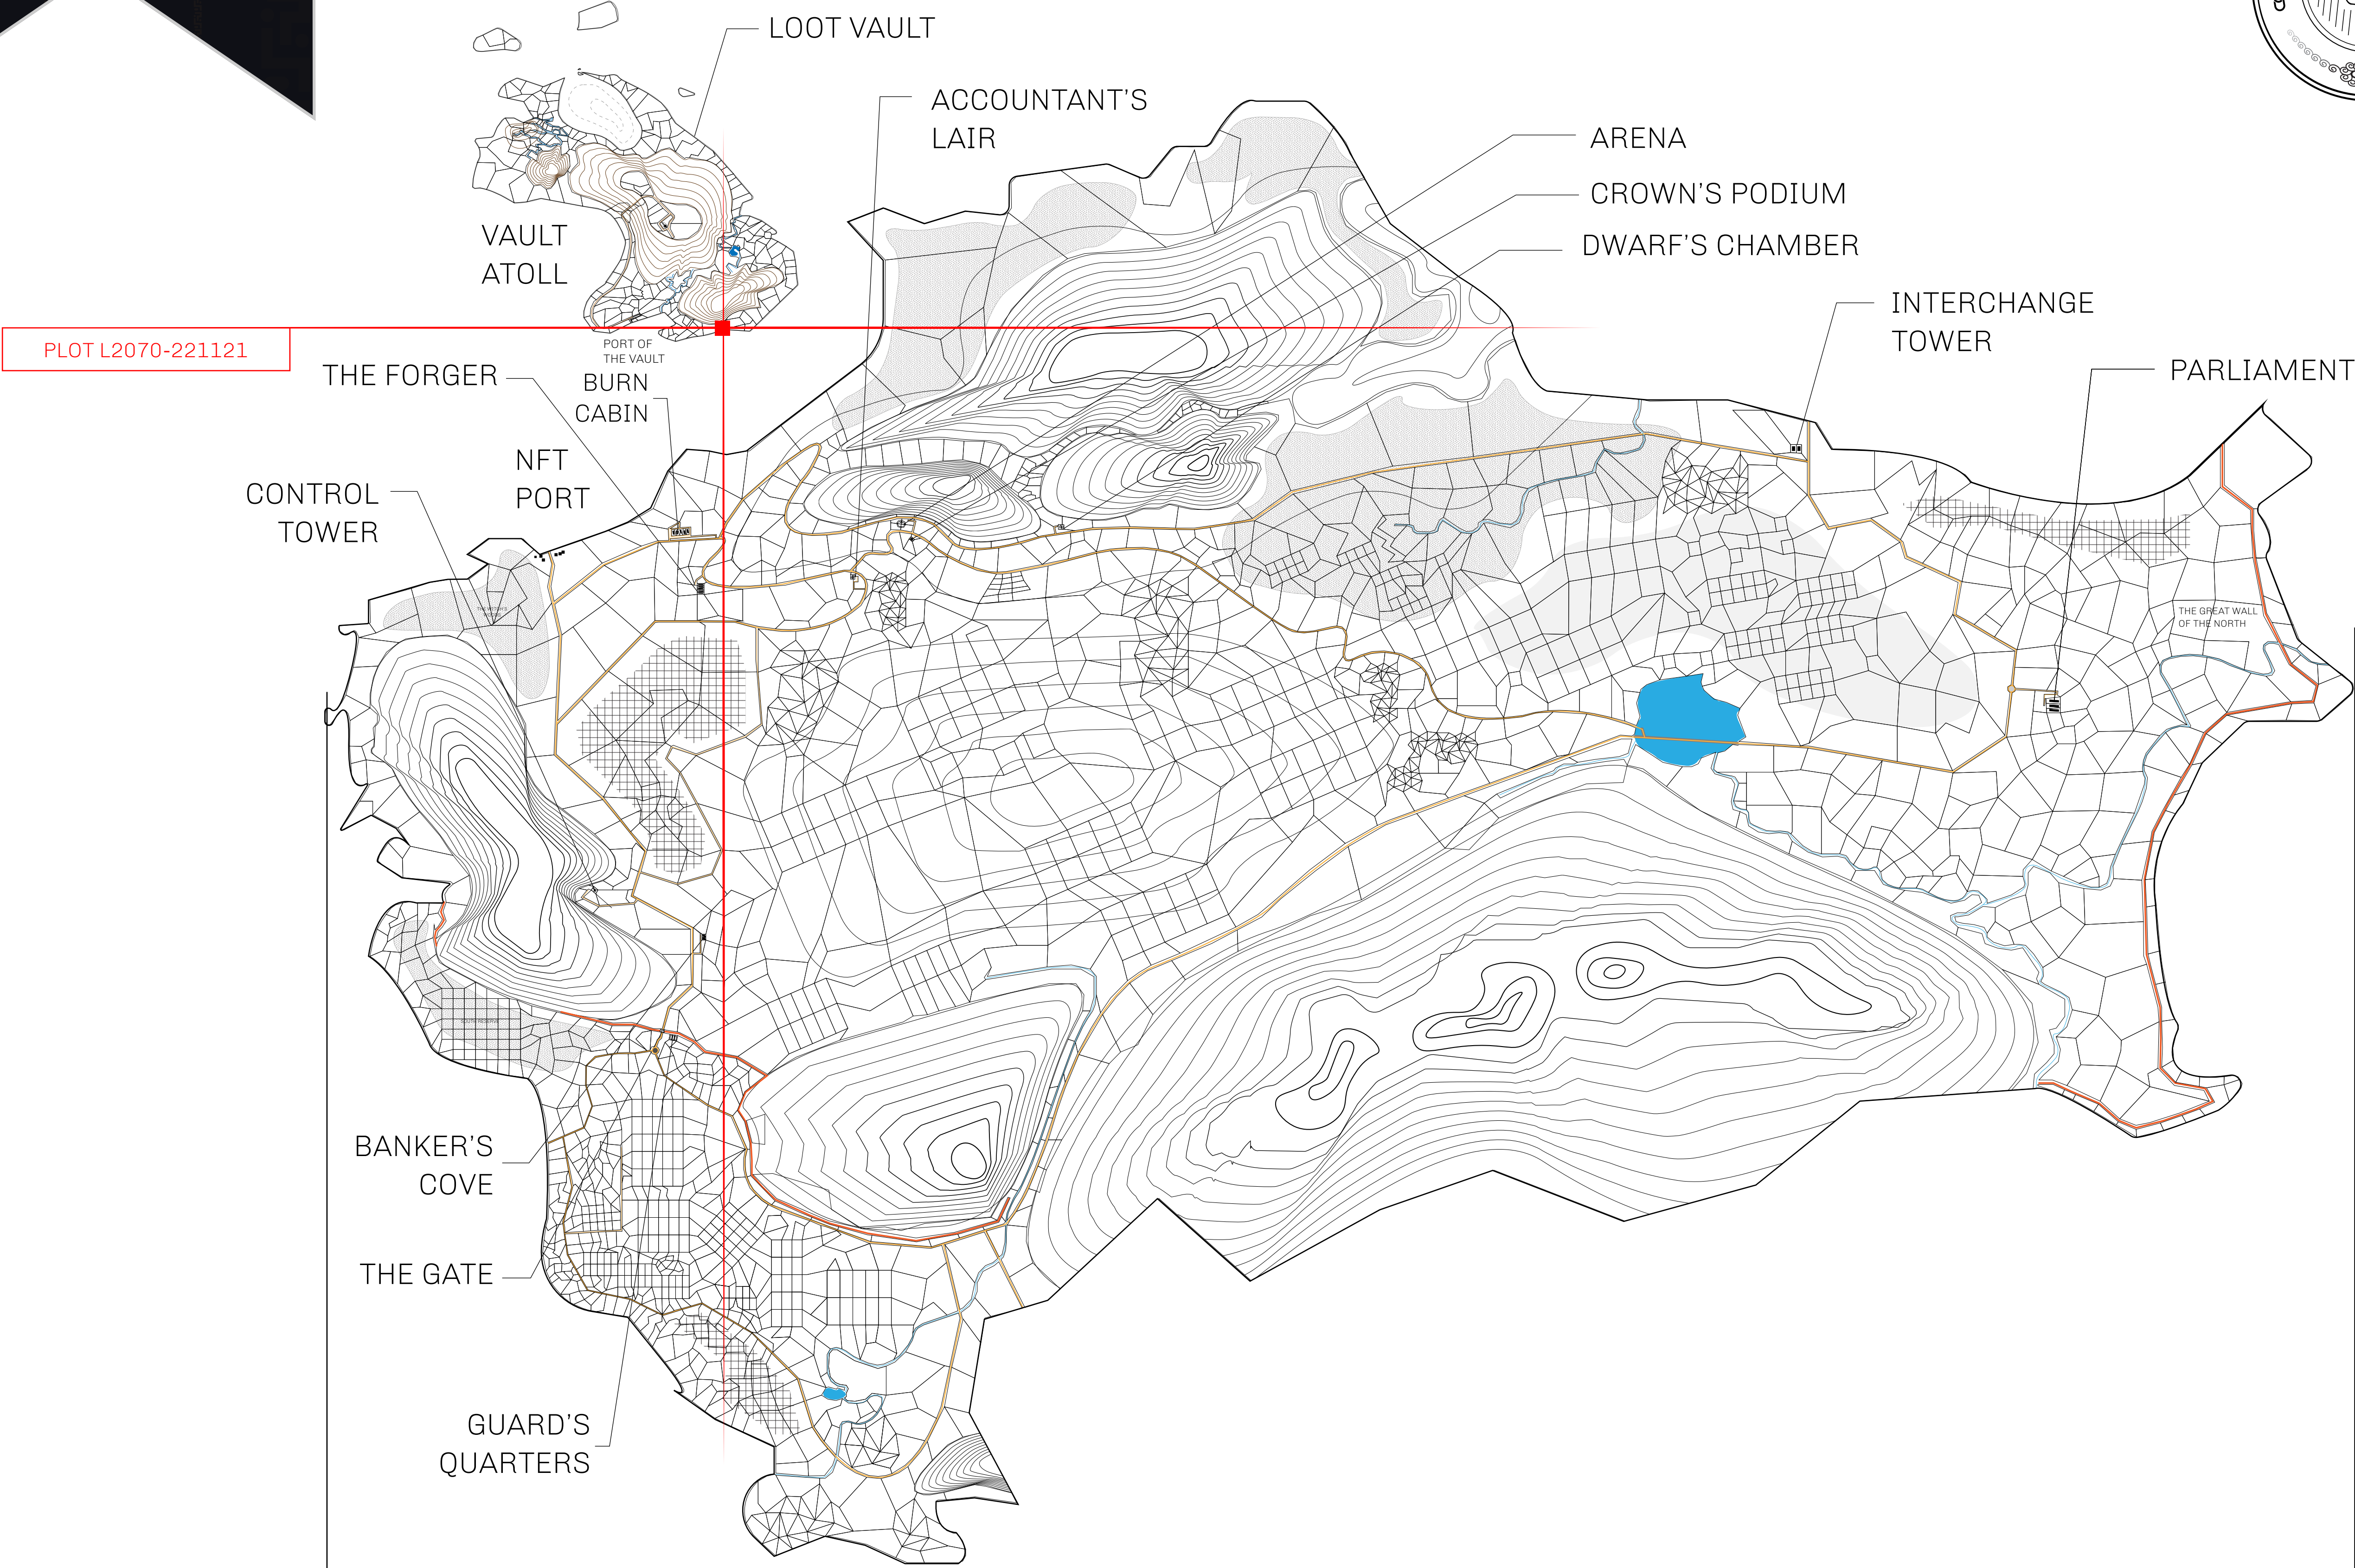 LOOT VAULT
ACCOUNTANT'S
LAIR
ARENA
CROWN'S PODIUM
DWARF'S CHAMBER
VAULT
ATOLL
INTERCHANGE
TOWER
PLOT L2070-221121
PORT OF
THE VAULT
PARLIAMENT
THE FORGER
BURN
CABIN
NFT
PORT
CONTROL
TOWER
THE GREAT WALL
OF THE NORTH
BANKER'S
COVE
THE GATE
GUARD'S
QUARTERS